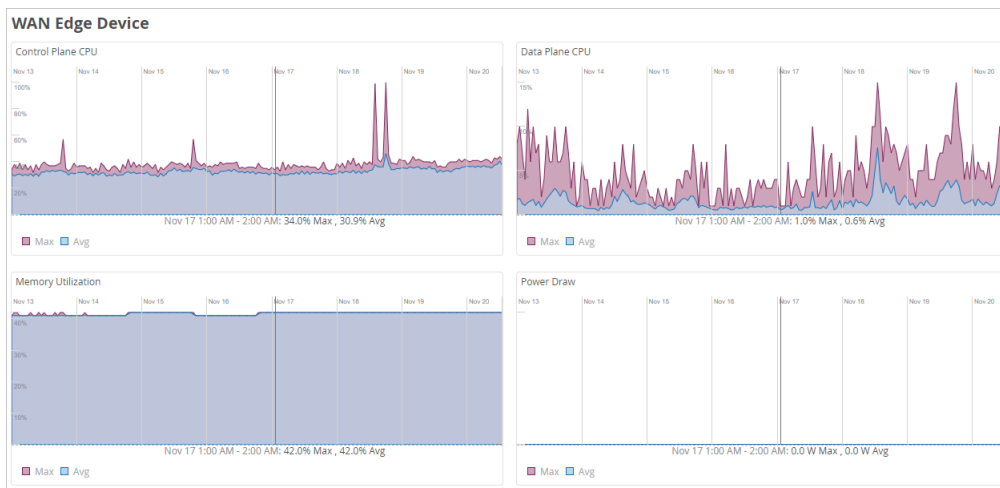 WAN Edge Device
Control Plane CPU
Nov 13 Nov 14 Nov 15 Nov 16 Nov 17 Nov 18 Nov 19 Nov 20
100%
80%
60%
20%
Nov 17 1:00 AM - 2:00 AM: 34.0% Max , 30.9% Avg
Max Avg
Data Plane CPU
Nov 13 Nov 14 Nov 15 Nov 16 Nov 17 Nov 18 Nov 19 Nov 20
15%
Nov 17 1:00 AM - 2:00 AM: 1.0% Max , 0.6% Avg
Max Avg
Memory Utilization
Nov 13 Nov 14 Nov 15 Nov 16 Nov 17 Nov 18 Nov 19 Nov 20
40%
30%
20%
10%
Nov 17 1:00 AM - 2:00 AM: 42.0% Max , 42.0% Avg
Max Avg
Power Draw
Nov 13 Nov 14 Nov 15 Nov 16 Nov 17 Nov 18 Nov 19 Nov 20
Nov 17 1:00 AM - 2:00 AM: 0.0 W Max , 0.0 W Avg
Max Avg